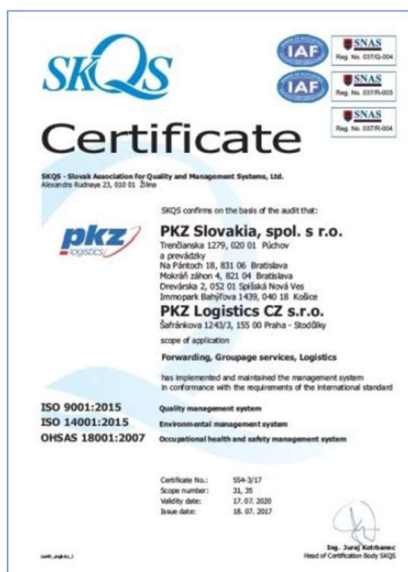 SKQS
IAF
SNAS
Reg. No. 037/Q-004
IAF
SNAS
Reg. No. 037/R-003
SNAS
Reg. No. 037/R-004
Certificate
SKQS - Slovak Association for Quality and Management Systems, Ltd.
Alexandra Rudnaya 23, 010 01 Žilina
SKQS confirms on the basis of the audit that:
pkz
logistics
PKZ Slovakia, spol. s r.o.
Trenčianska 1279, 020 01 Púchov
a prevádzky
Na Pántoch 18, 831 06 Bratislava
Mokráň záhon 4, 821 04 Bratislava
Drevárska 2, 052 01 Spišská Nová Ves
Immopark Bahýľova 1439, 040 18 Košice
PKZ Logistics CZ s.r.o.
Šafránkova 1243/3, 155 00 Praha - Stodůlky
scope of application
Forwarding, Groupage services, Logistics
has implemented and maintained the management system
in conformance with the requirements of the international standard
ISO 9001:2015 Quality management system
ISO 14001:2015 Environmental management system
OHSAS 18001:2007 Occupational health and safety management system
Certificate No.: 554-3/17
Scope number: 31, 35
Validity date: 17. 07. 2020
Issue date: 18. 07. 2017
Ing. Juraj Kotrbanec
Head of Certification Body SKQS